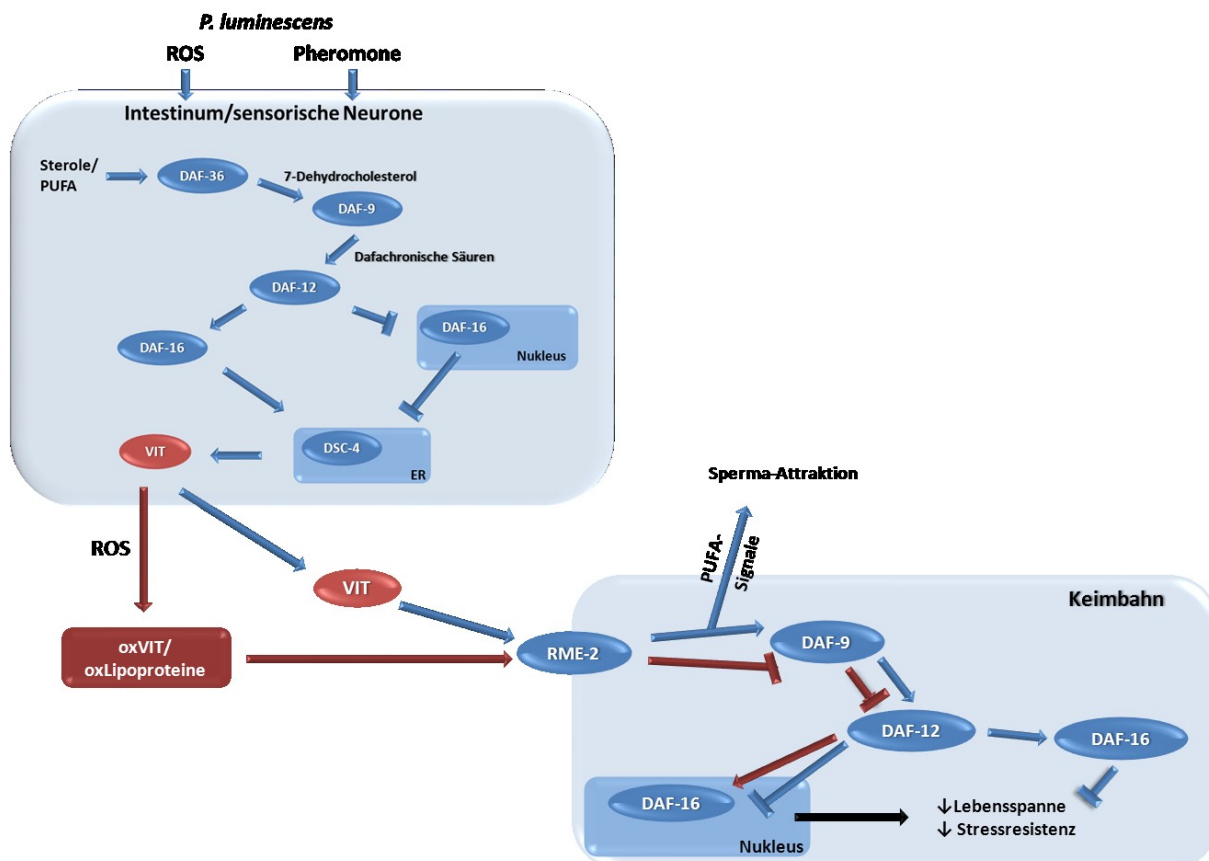 P. luminescens
ROS
Pheromone
Intestinum/sensorische Neurone
Sterole/
PUFA
DAF-36
7-Dehydrocholesterol
DAF-9
Dafachronische Säuren
DAF-12
DAF-16
DAF-16
Nukleus
DSC-4
ER
VIT
ROS
VIT
oxVIT/
oxLipoproteine
RME-2
Sperma-Attraktion
PUFA-
Signale
Keimbahn
DAF-9
DAF-12
DAF-16
DAF-16
Nukleus
↓Lebensspanne
↓ Stressresistenz